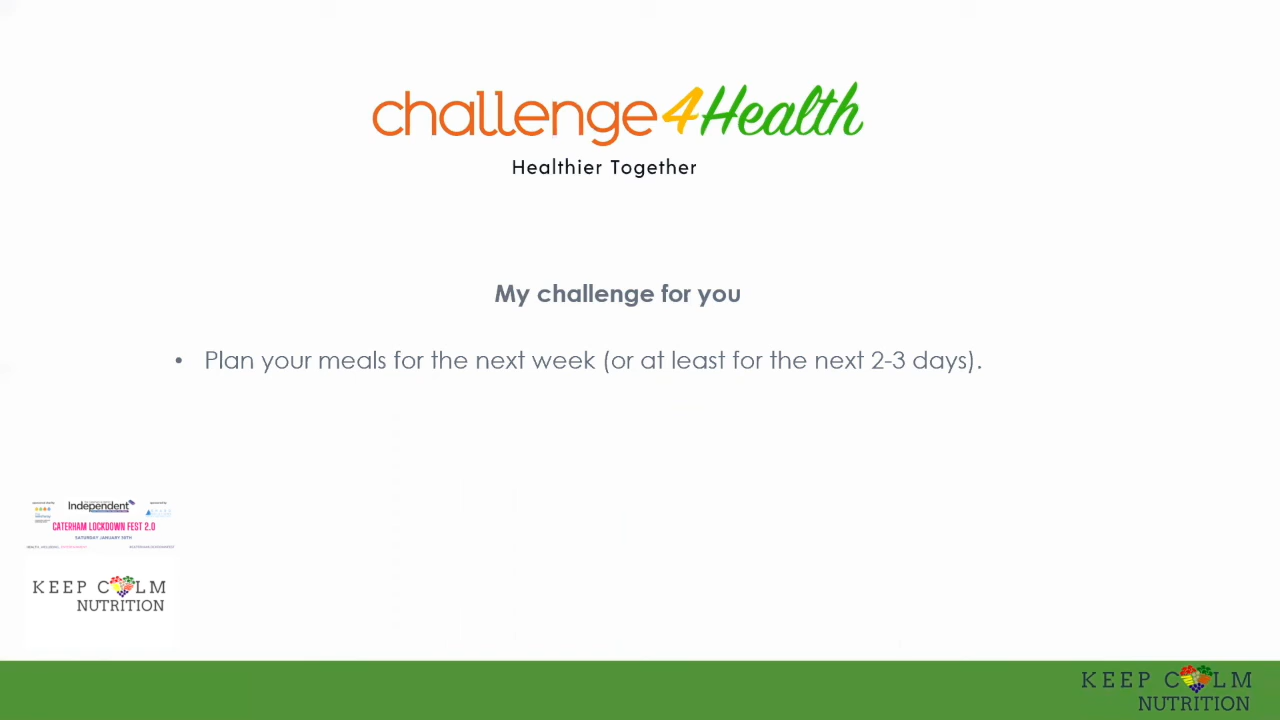 challenge4Health
Healthier Together
My challenge for you
• Plan your meals for the next week (or at least for the next 2-3 days).
Independent
CATERHAM LOCKDOWN FEST 2.0
SATURDAY JANUARY 30TH
KEEP CALM
NUTRITION
KEEP CALM
NUTRITION